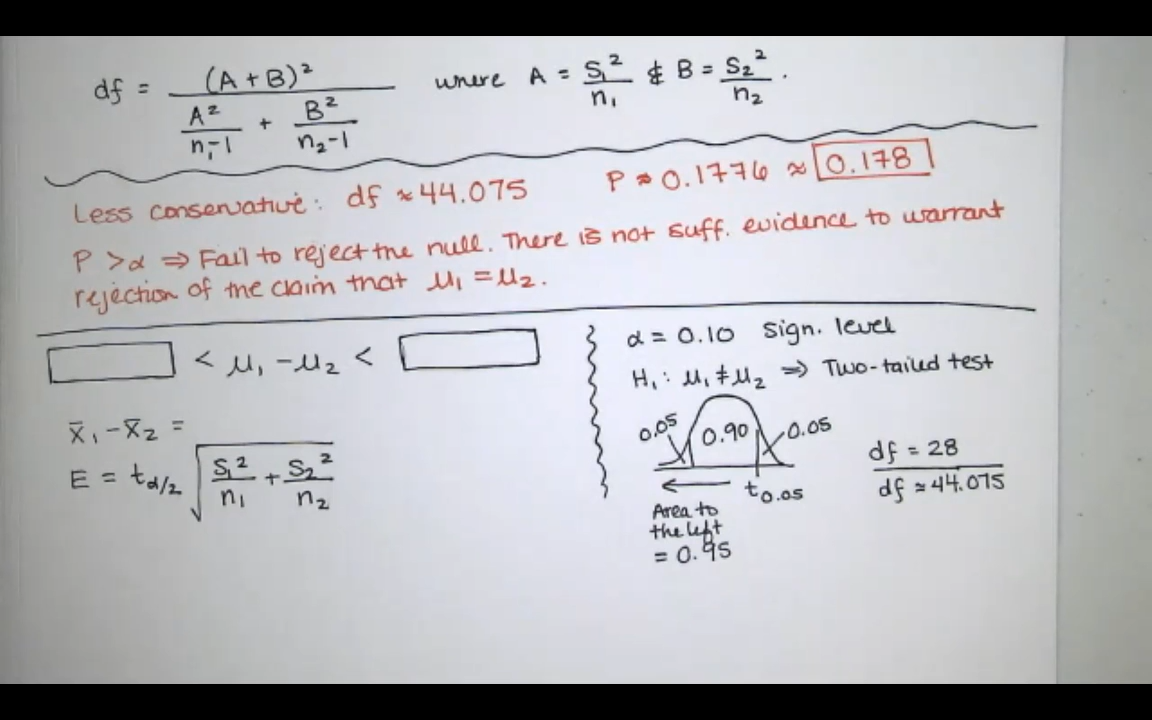 df = (A + B)² / (A²/(n₁-1) + B²/(n₂-1)) where A = S₁²/n₁ & B = S₂²/n₂.
Less conservative: df ≈ 44.075 P ≈ 0.1776 ≈ 0.178
P > α ⇒ Fail to reject the null. There is not suff. evidence to warrant
rejection of the claim that μ₁ = μ₂.
< μ₁ - μ₂ <
x̄₁ - x̄₂ =
E = t_α/2 √(S₁²/n₁ + S₂²/n₂)
α = 0.10 sign. level
H₁: μ₁ ≠ μ₂ ⇒ Two-tailed test
0.05 0.90 0.05
t₀.₀₅
Area to
the left
= 0.95
df = 28
df ≈ 44.075